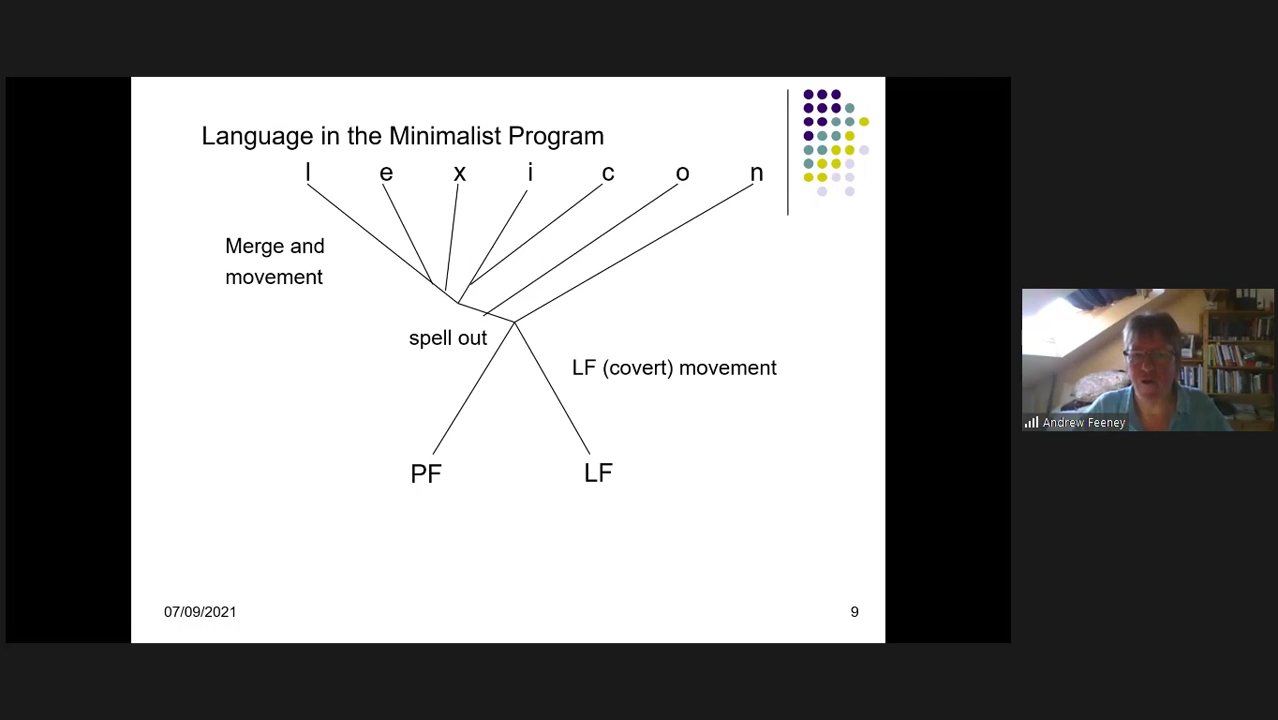 Language in the Minimalist Program
l e x i c o n
Merge and
movement
spell out
LF (covert) movement
PF LF
07/09/2021 9
Andrew Feeney